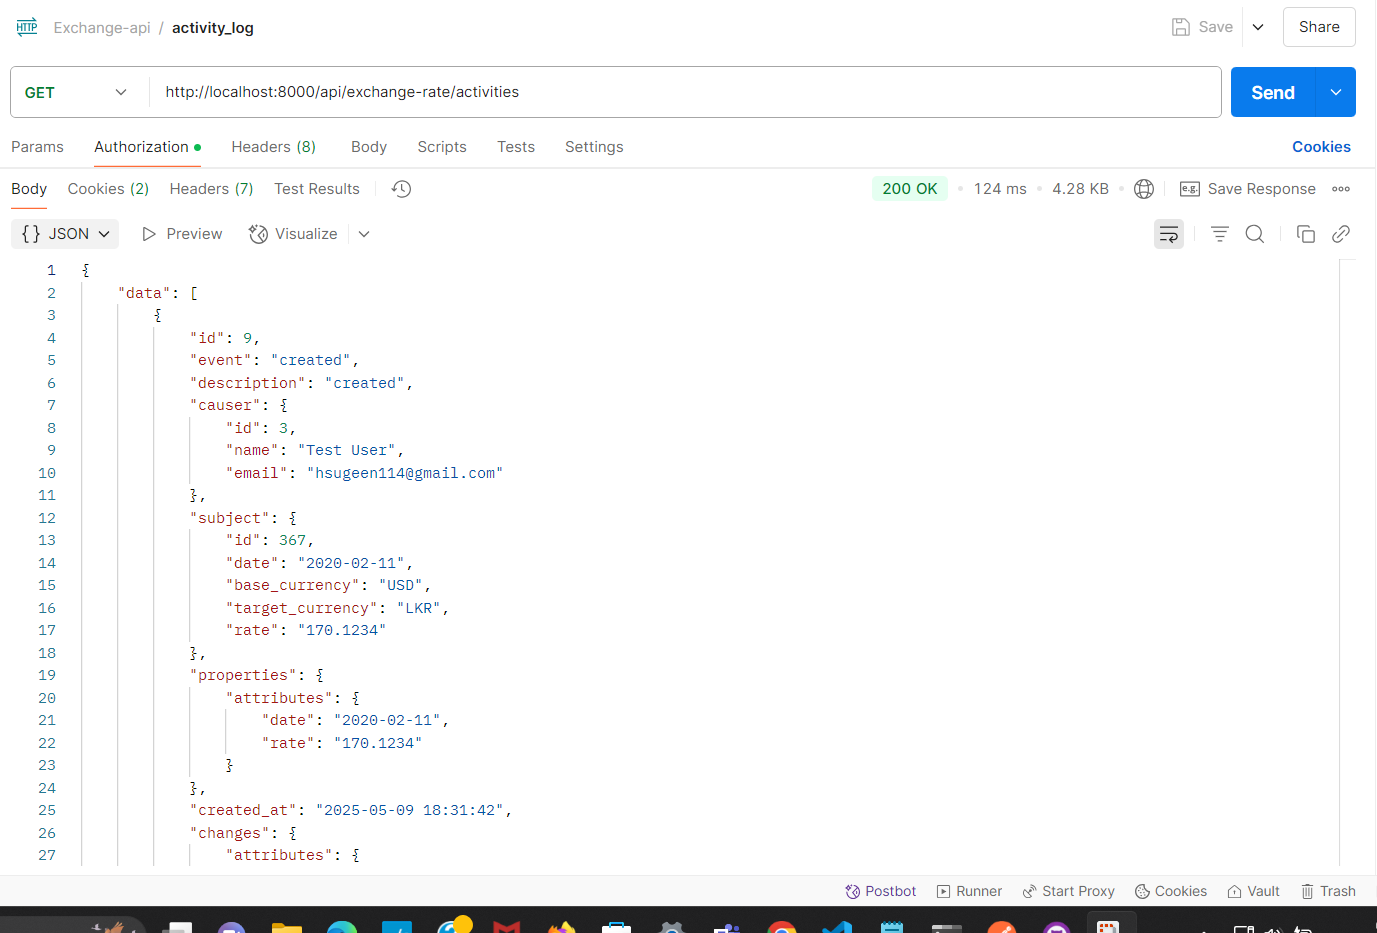 HTTP Exchange-api / activity_log Save Share
GET http://localhost:8000/api/exchange-rate/activities Send
Params Authorization Headers (8) Body Scripts Tests Settings Cookies
Body Cookies (2) Headers (7) Test Results 200 OK 124 ms 4.28 KB e.g. Save Response
{} JSON Preview Visualize
1 {
2 "data": [
3 {
4 "id": 9,
5 "event": "created",
6 "description": "created",
7 "causer": {
8 "id": 3,
9 "name": "Test User",
10 "email": "hsugeen114@gmail.com"
11 },
12 "subject": {
13 "id": 367,
14 "date": "2020-02-11",
15 "base_currency": "USD",
16 "target_currency": "LKR",
17 "rate": "170.1234"
18 },
19 "properties": {
20 "attributes": {
21 "date": "2020-02-11",
22 "rate": "170.1234"
23 }
24 },
25 "created_at": "2025-05-09 18:31:42",
26 "changes": {
27 "attributes": {
Postbot Runner Start Proxy Cookies Vault Trash